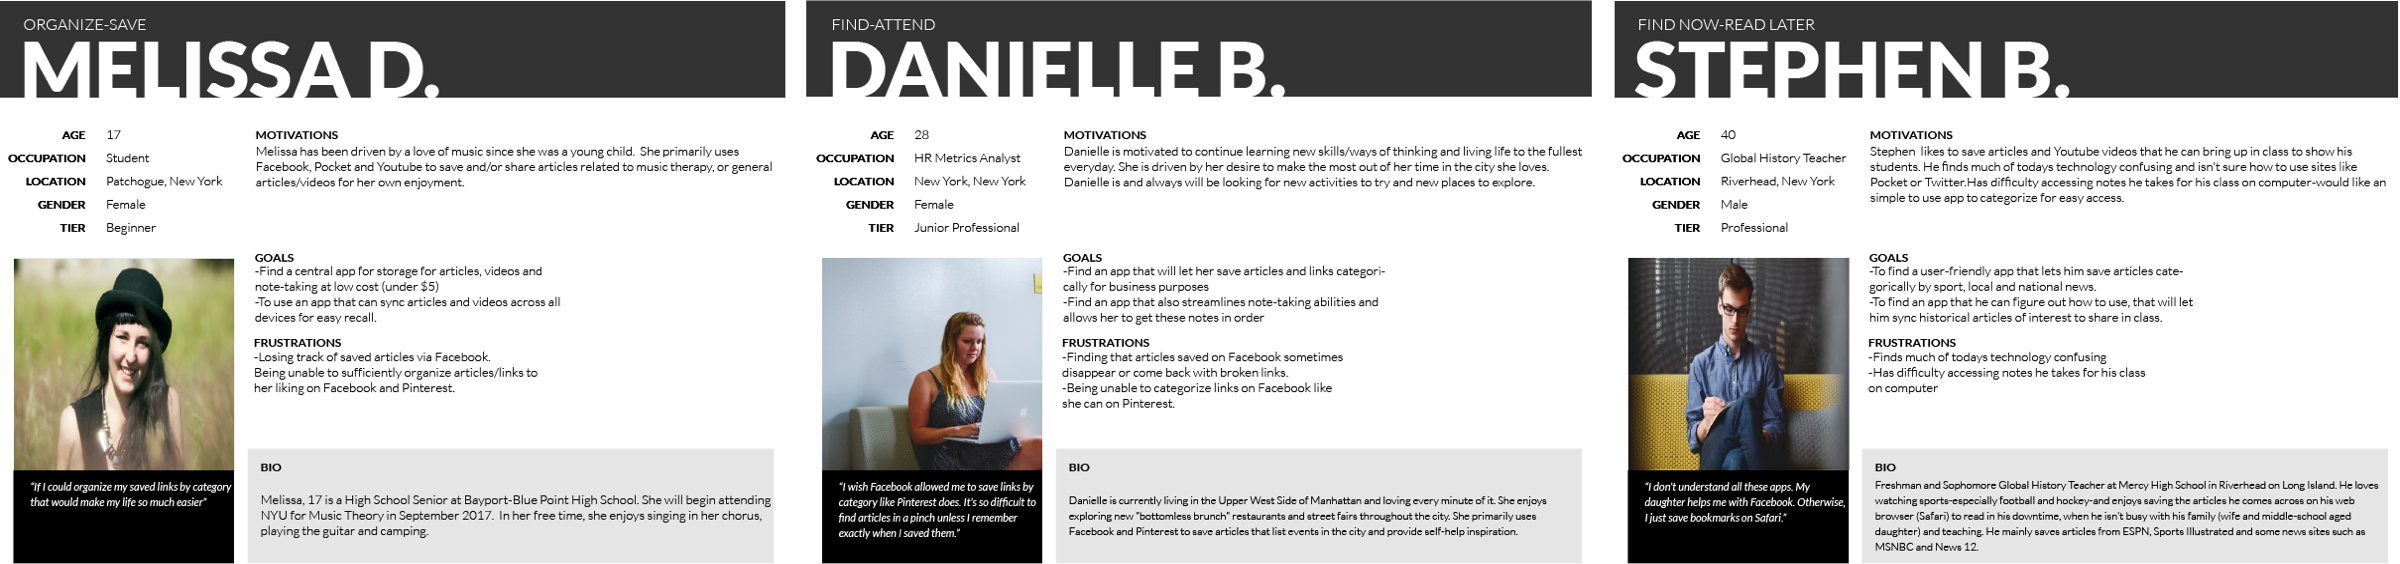 ORGANIZE-SAVE
MELISSA D.
AGE 17
OCCUPATION Student
LOCATION Patchogue, New York
GENDER Female
TIER Beginner
MOTIVATIONS
Melissa has been driven by a love of music since she was a young child. She primarily uses
Facebook, Pocket and Youtube to save and/or share articles related to music therapy, or general
articles/videos for her own enjoyment.
GOALS
-Find a central app for storage for articles, videos and
note-taking at low cost (under $5)
-To use an app that can sync articles and videos across all
devices for easy recall.
FRUSTRATIONS
-Losing track of saved articles via Facebook.
Being unable to sufficiently organize articles/links to
her liking on Facebook and Pinterest.
"If I could organize my saved links by category
that would make my life so much easier"
BIO
Melissa, 17 is a High School Senior at Bayport-Blue Point High School. She will begin attending
NYU for Music Theory in September 2017. In her free time, she enjoys singing in her chorus,
playing the guitar and camping.
FIND-ATTEND
DANIELLE B.
AGE 28
OCCUPATION HR Metrics Analyst
LOCATION New York, New York
GENDER Female
TIER Junior Professional
MOTIVATIONS
Danielle is motivated to continue learning new skills/ways of thinking and living life to the fullest
everyday. She is driven by her desire to make the most out of her time in the city she loves.
Danielle is and always will be looking for new activities to try and new places to explore.
GOALS
-Find an app that will let her save articles and links categori-
cally for business purposes
-Find an app that also streamlines note-taking abilities and
allows her to get these notes in order
FRUSTRATIONS
-Finding that articles saved on Facebook sometimes
disappear or come back with broken links.
-Being unable to categorize links on Facebook like
she can on Pinterest.
"I wish Facebook allowed me to save links by
category like Pinterest does. It's so difficult to
find articles in a pinch unless I remember
exactly when I saved them."
BIO
Danielle is currently living in the Upper West Side of Manhattan and loving every minute of it. She enjoys
exploring new "bottomless brunch" restaurants and street fairs throughout the city. She primarily uses
Facebook and Pinterest to save articles that list events in the city and provide self-help inspiration.
FIND NOW-READ LATER
STEPHEN B.
AGE 40
OCCUPATION Global History Teacher
LOCATION Riverhead, New York
GENDER Male
TIER Professional
MOTIVATIONS
Stephen likes to save articles and Youtube videos that he can bring up in class to show his
students. He finds much of todays technology confusing and isn't sure how to use sites like
Pocket or Twitter.Has difficulty accessing notes he takes for his class on computer-would like an
simple to use app to categorize for easy access.
GOALS
-To find a user-friendly app that lets him save articles cate-
gorically by sport, local and national news.
-To find an app that he can figure out how to use, that will let
him sync historical articles of interest to share in class.
FRUSTRATIONS
-Finds much of todays technology confusing
-Has difficulty accessing notes he takes for his class
on computer
"I don't understand all these apps. My
daughter helps me with Facebook. Otherwise,
I just save bookmarks on Safari."
BIO
Freshman and Sophomore Global History Teacher at Mercy High School in Riverhead on Long Island. He loves
watching sports-especially football and hockey-and enjoys saving the articles he comes across on his web
browser (Safari) to read in his downtime, when he isn't busy with his family (wife and middle-school aged
daughter) and teaching. He mainly saves articles from ESPN, Sports Illustrated and some news sites such as
MSNBC and News 12.